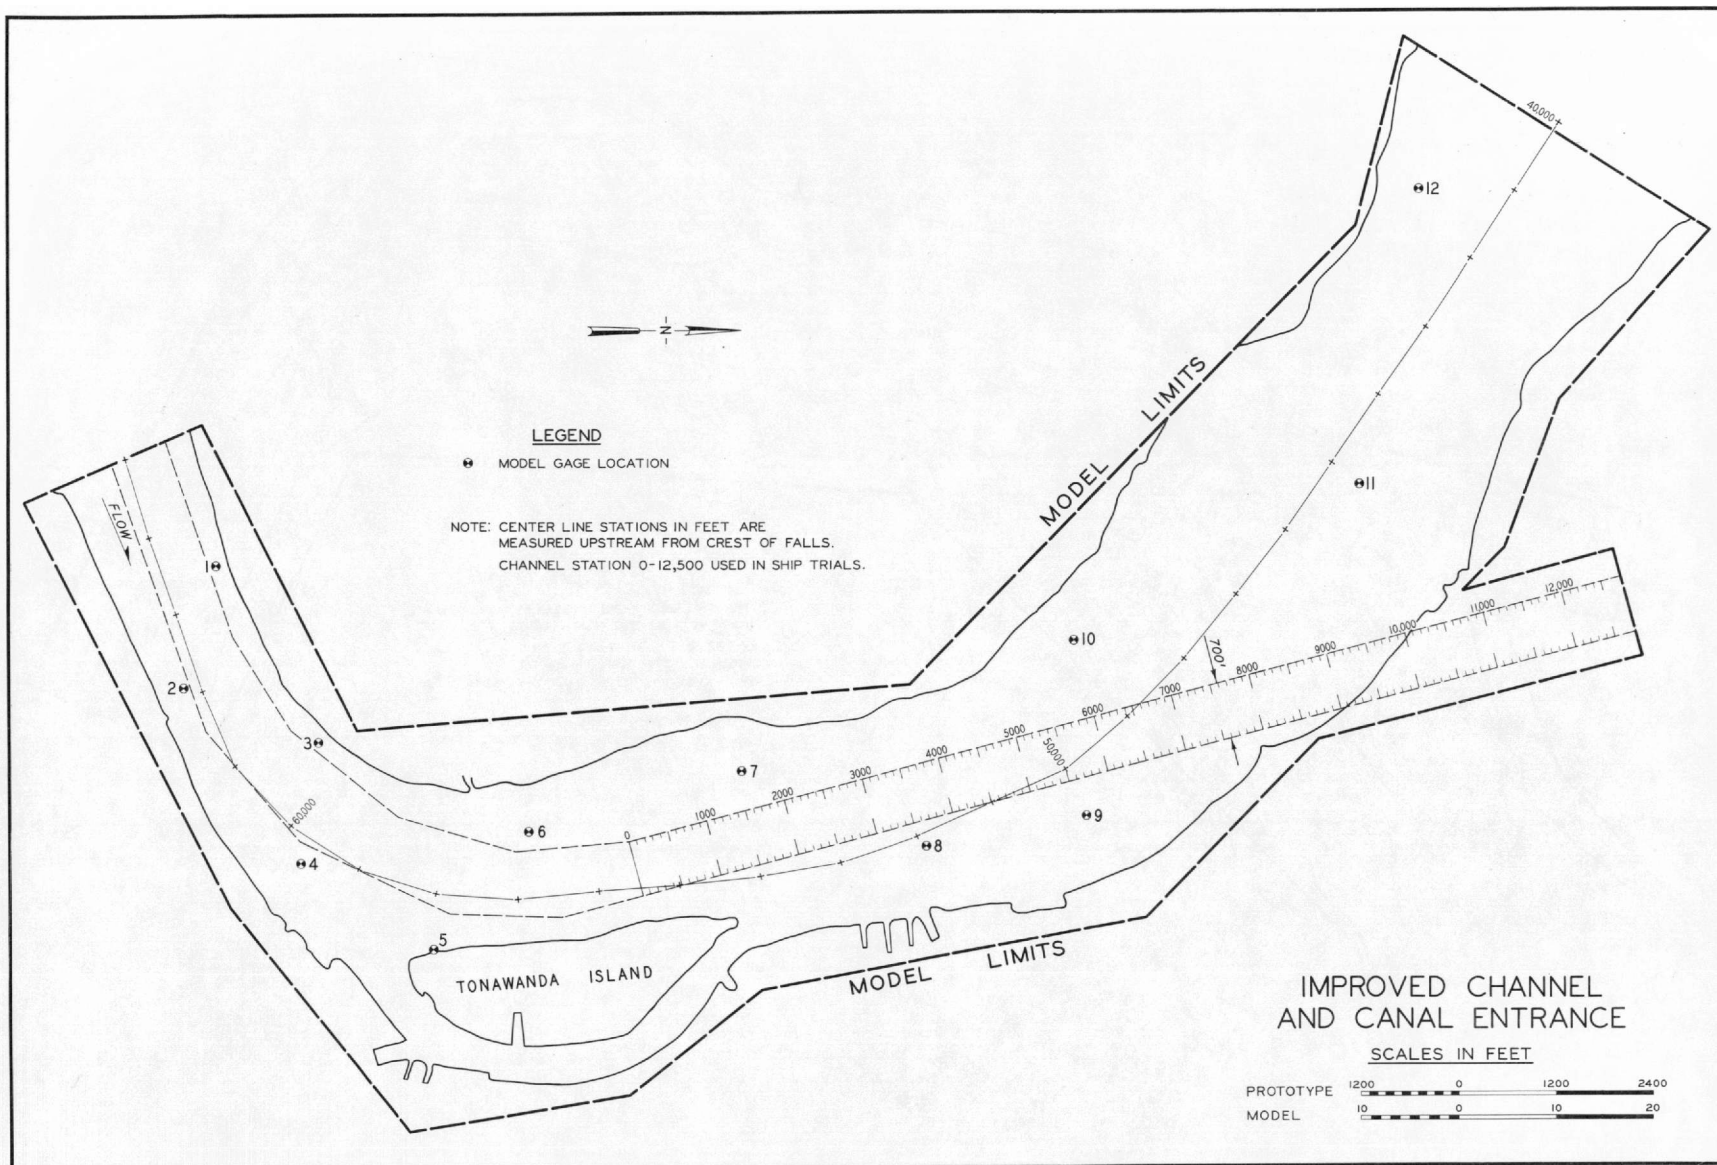 40,000
12
N
LIMITS
MODEL
LEGEND
MODEL GAGE LOCATION
NOTE: CENTER LINE STATIONS IN FEET ARE
MEASURED UPSTREAM FROM CREST OF FALLS.
CHANNEL STATION 0-12,500 USED IN SHIP TRIALS.
FLOW
1
2
3
4
5
6
7
8
9
10
11
60,000
50,000
700'
0
1000
2000
3000
4000
5000
6000
7000
8000
9000
10,000
11,000
12,000
TONAWANDA ISLAND
MODEL LIMITS
IMPROVED CHANNEL
AND CANAL ENTRANCE
SCALES IN FEET
PROTOTYPE 1200 0 1200 2400
MODEL 10 0 10 20